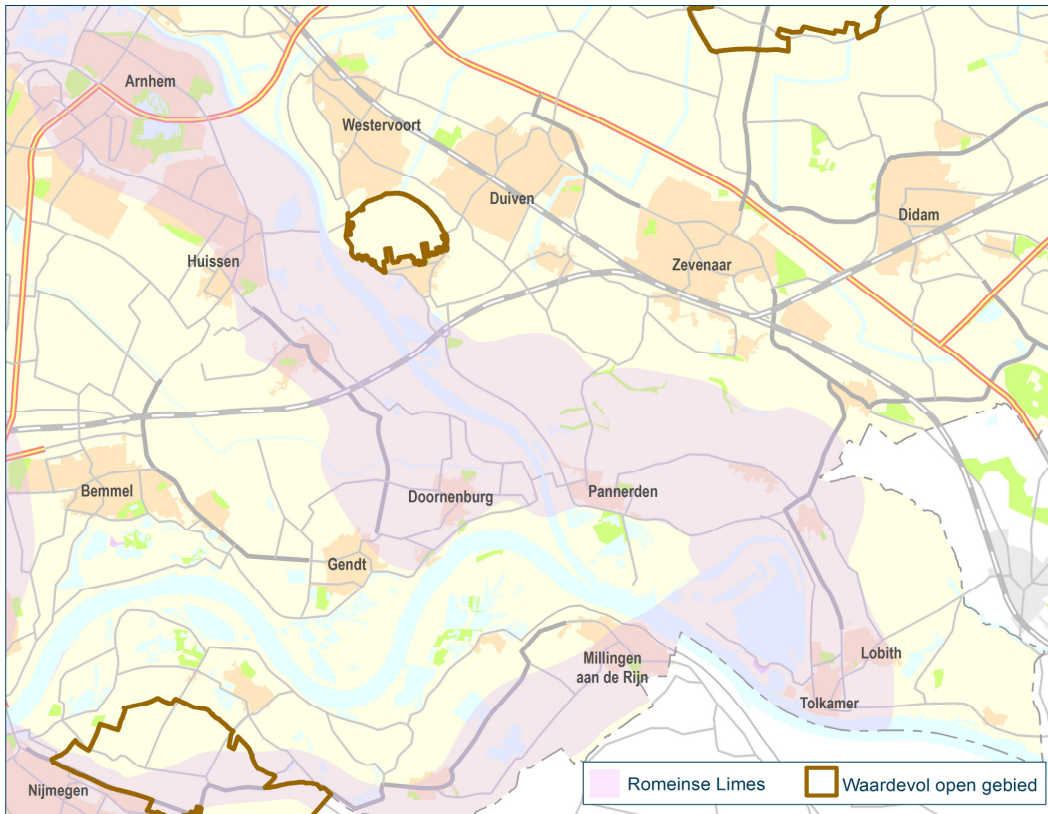 Arnhem
Westervoort
Duiven
Didam
Huissen
Zevenaar
Bemmel
Doornenburg
Pannerden
Gendt
Millingen
aan de Rijn
Lobith
Tolkamer
Nijmegen
Romeinse Limes
Waardevol open gebied